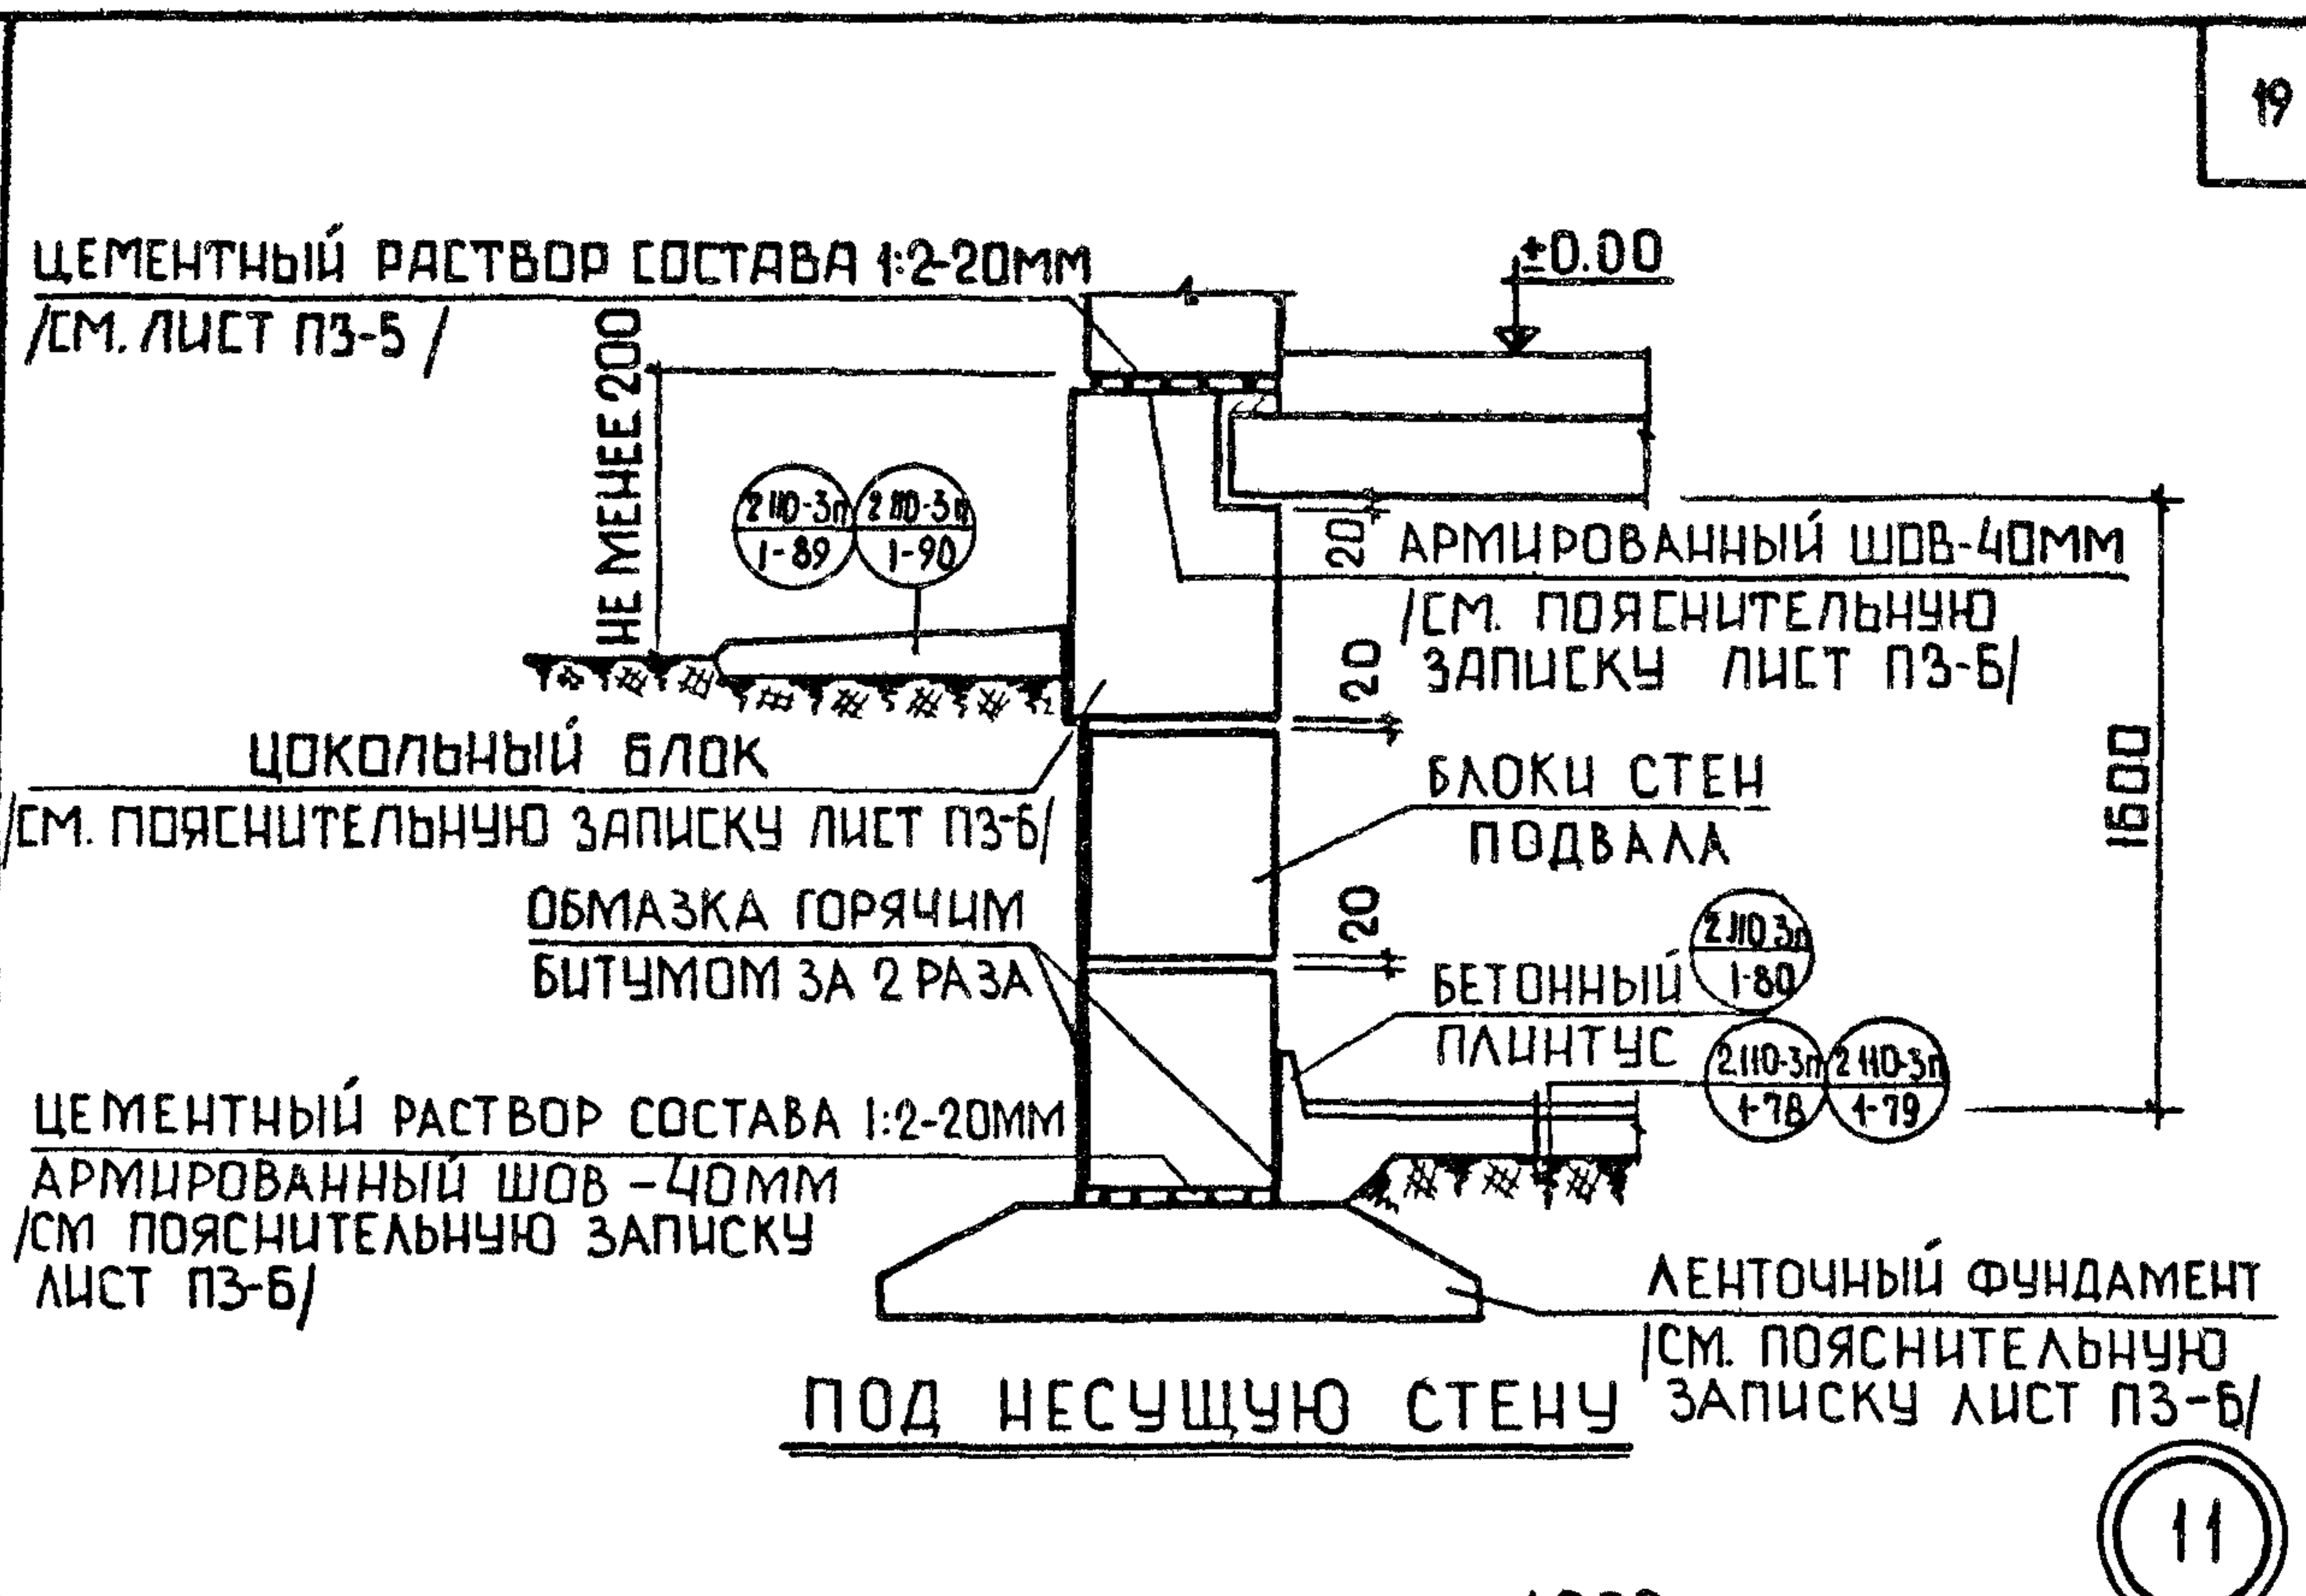 19
ЦЕМЕНТНЫЙ РАСТВОР СОСТАВА 1:2-20ММ
/СМ. ЛИСТ ПЗ-5 /
±0.00
НЕ МЕНЕЕ 200
2.110-3п 2.110-3п
1-89 1-90
20
АРМИРОВАННЫЙ ШОВ-40ММ
/СМ. ПОЯСНИТЕЛЬНУЮ
ЗАПИСКУ ЛИСТ ПЗ-Б/
20
ЦОКОЛЬНЫЙ БЛОК
/СМ. ПОЯСНИТЕЛЬНУЮ ЗАПИСКУ ЛИСТ ПЗ-Б/
БЛОКИ СТЕН
ПОДВАЛА
1600
ОБМАЗКА ГОРЯЧИМ
БИТУМОМ ЗА 2 РАЗА
20
БЕТОННЫЙ
ПЛИНТУС
2.110-3п
1-80
2.110-3п 2.110-3п
1-78 1-79
ЦЕМЕНТНЫЙ РАСТВОР СОСТАВА 1:2-20ММ
АРМИРОВАННЫЙ ШОВ -40ММ
/СМ ПОЯСНИТЕЛЬНУЮ ЗАПИСКУ
ЛИСТ ПЗ-Б/
ЛЕНТОЧНЫЙ ФУНДАМЕНТ
/СМ. ПОЯСНИТЕЛЬНУЮ
ЗАПИСКУ ЛИСТ ПЗ-Б/
ПОД НЕСУЩУЮ СТЕНУ
11